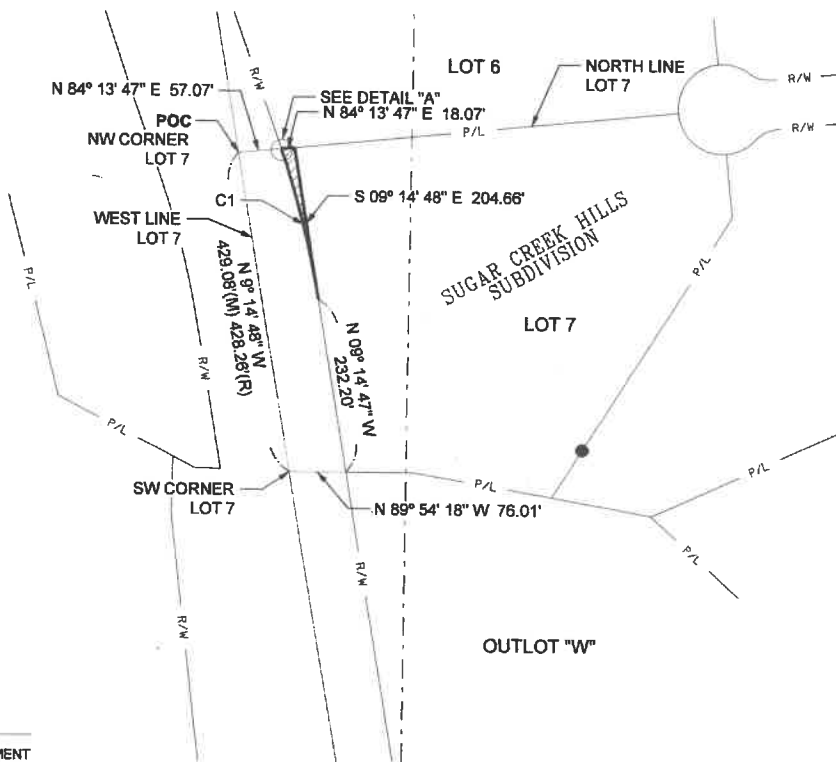 LOT 6
NORTH LINE
LOT 7
R/W
R/W
R/W
N 84° 13' 47" E 57.07'
SEE DETAIL "A"
N 84° 13' 47" E 18.07'
P/L
POC
NW CORNER
LOT 7
C1
S 09° 14' 48" E 204.66'
WEST LINE
LOT 7
SUGAR CREEK HILLS
SUBDIVISION
P/L
P/L
N 9° 14' 48" W
429.08'(M) 428.26'(R)
LOT 7
R/W
N 09° 14' 47" W
232.20'
P/L
P/L
P/L
SW CORNER
LOT 7
N 89° 54' 18" W 76.01'
P/L
R/W
R/W
OUTLOT "W"
MENT